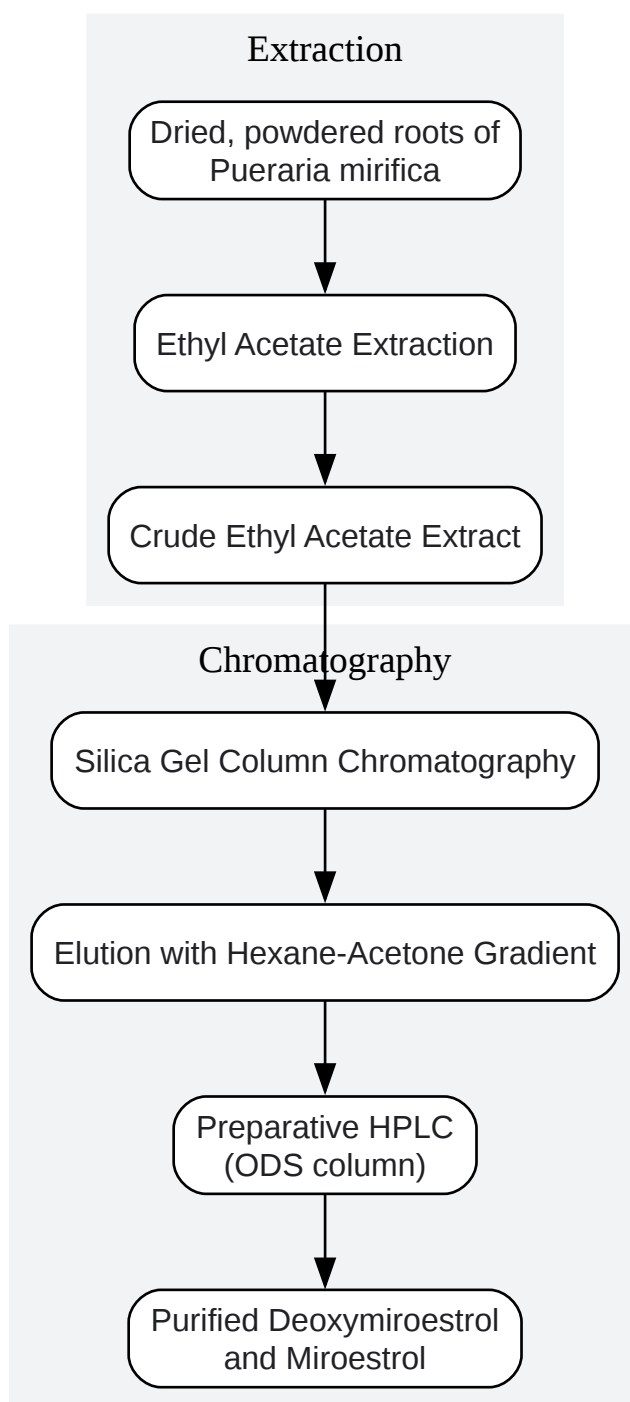 Extraction
Dried, powdered roots of
Pueraria mirifica
Ethyl Acetate Extraction
Crude Ethyl Acetate Extract
Chromatography
Silica Gel Column Chromatography
Elution with Hexane-Acetone Gradient
Preparative HPLC
(ODS column)
Purified Deoxymiroestrol
and Miroestrol